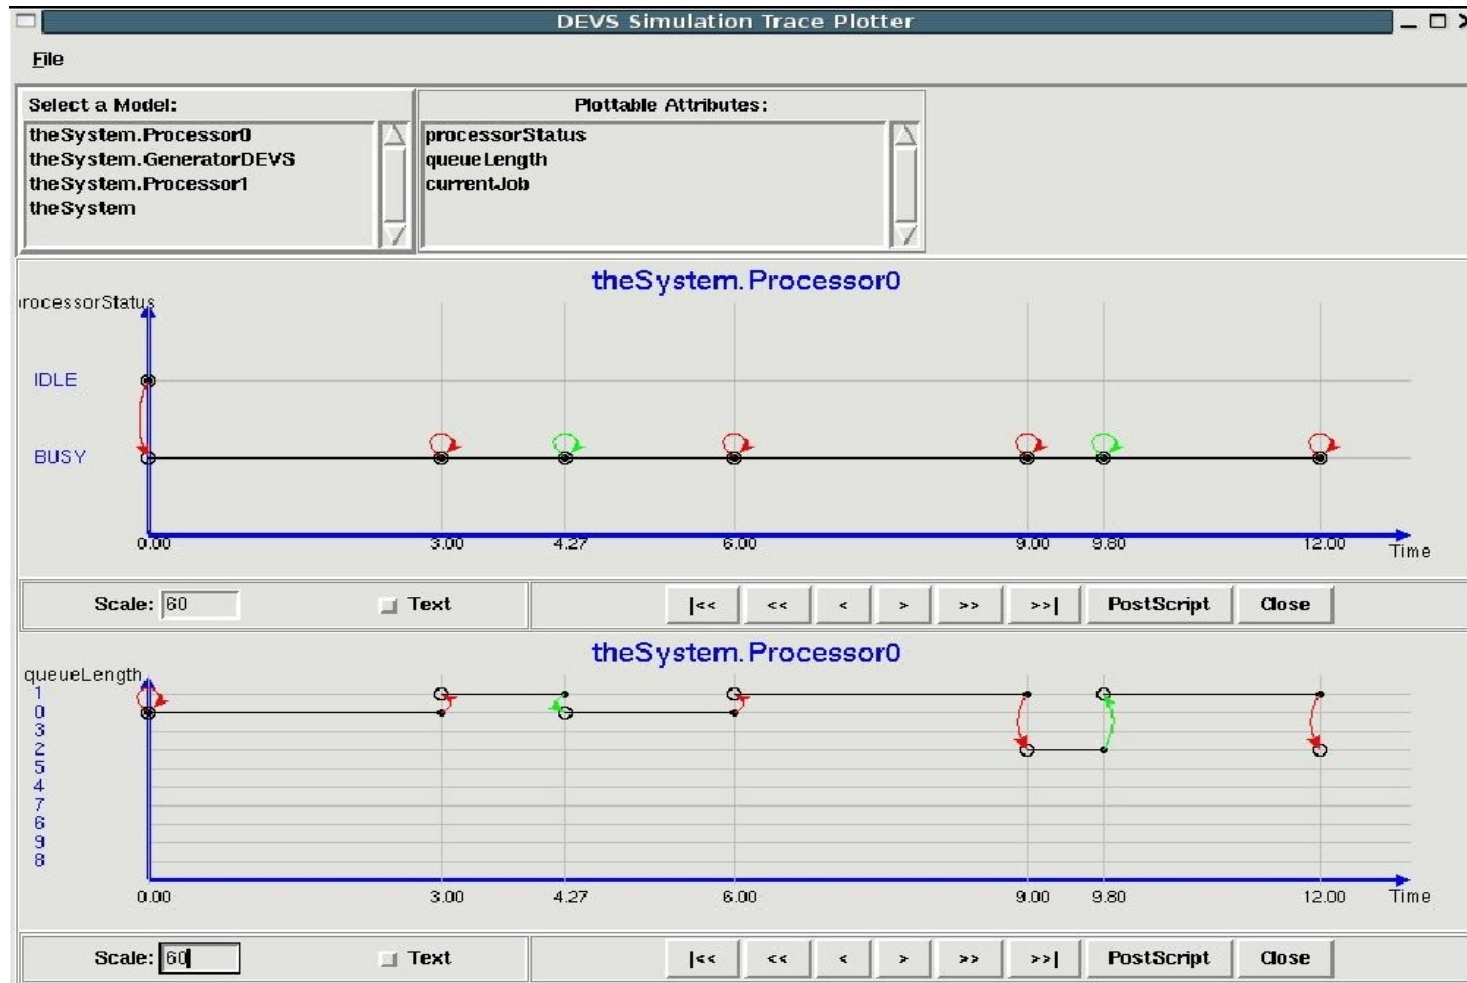 DEVS Simulation Trace Plotter
File
Select a Model:
Plottable Attributes:
theSystem.Processor0
theSystem.GeneratorDEVS
theSystem.Processor1
theSystem
processorStatus
queueLength
currentJob
theSystem.Processor0
rocessorStatus
IDLE
BUSY
0.00 3.00 4.27 6.00 9.00 9.80 12.00 Time
Scale: 60 Text |<< << < > >> >>| PostScript Close
theSystem.Processor0
queueLength
1
0
3
2
5
4
7
6
9
8
0.00 3.00 4.27 6.00 9.00 9.80 12.00 Time
Scale: 60 Text |<< << < > >> >>| PostScript Close